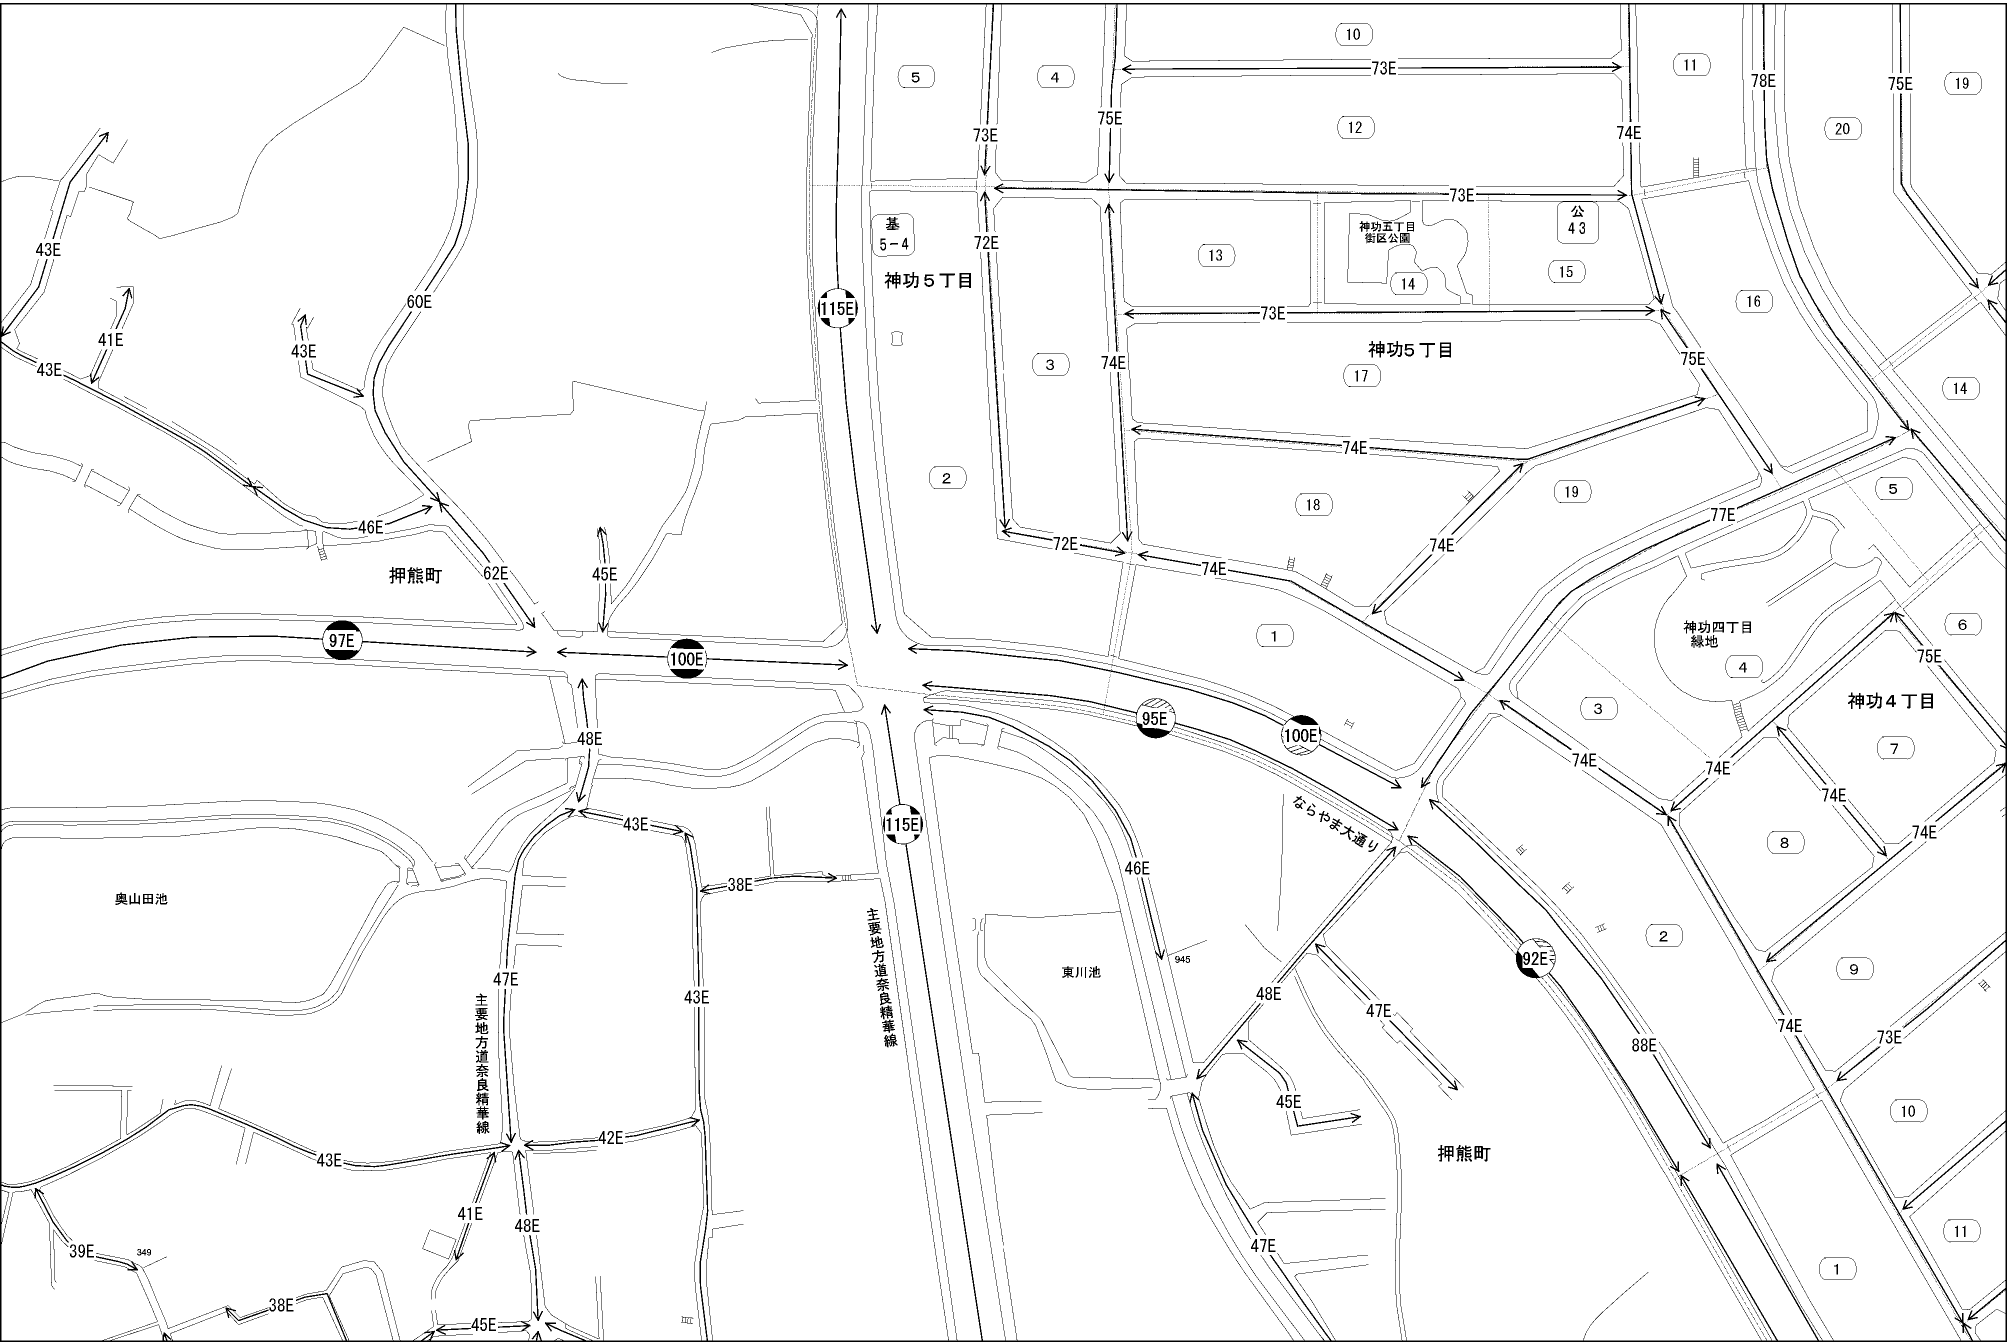 10
11
5
4
73E
78E
75E
19
12
20
75E
73E
74E
73E
43E
基
5-4
公
43
72E
神功五丁目
街区公園
13
15
14
神功5丁目
60E
115E
16
73E
41E
43E
神功5丁目
75E
3
74E
17
43E
14
74E
2
18
19
5
77E
46E
72E
74E
74E
押熊町
62E
45E
1
神功四丁目
緑地
6
97E
100E
75E
4
3
神功4丁目
95E
100E
48E
7
74E
74E
74E
ならやま大通り
43E
115E
74E
8
46E
38E
奥山田池
主要地方道奈良精華線
2
945
92E
東川池
9
47E
43E
48E
主要地方道奈良精華線
47E
74E
73E
88E
45E
10
42E
43E
押熊町
41E
48E
11
39E
349
47E
1
38E
45E